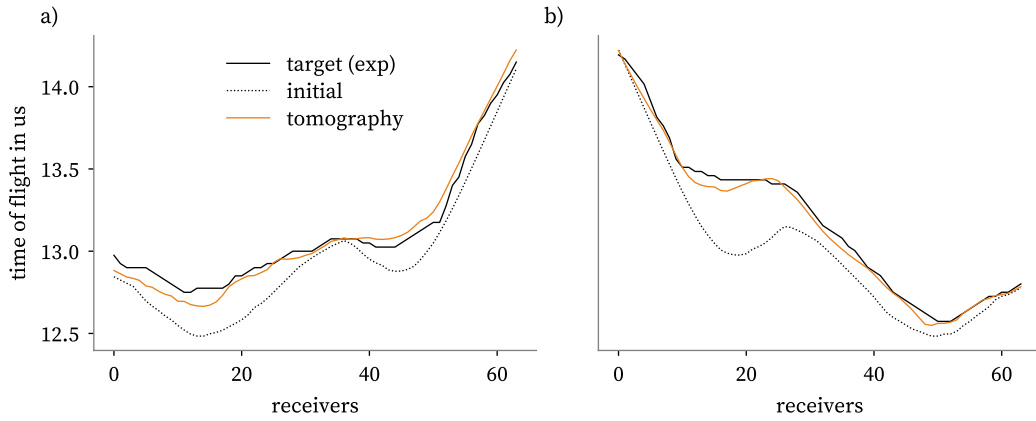 a)
b)
target (exp)
initial
tomography
14.0
13.5
13.0
12.5
time of flight in us
0 20 40 60
0 20 40 60
receivers
receivers